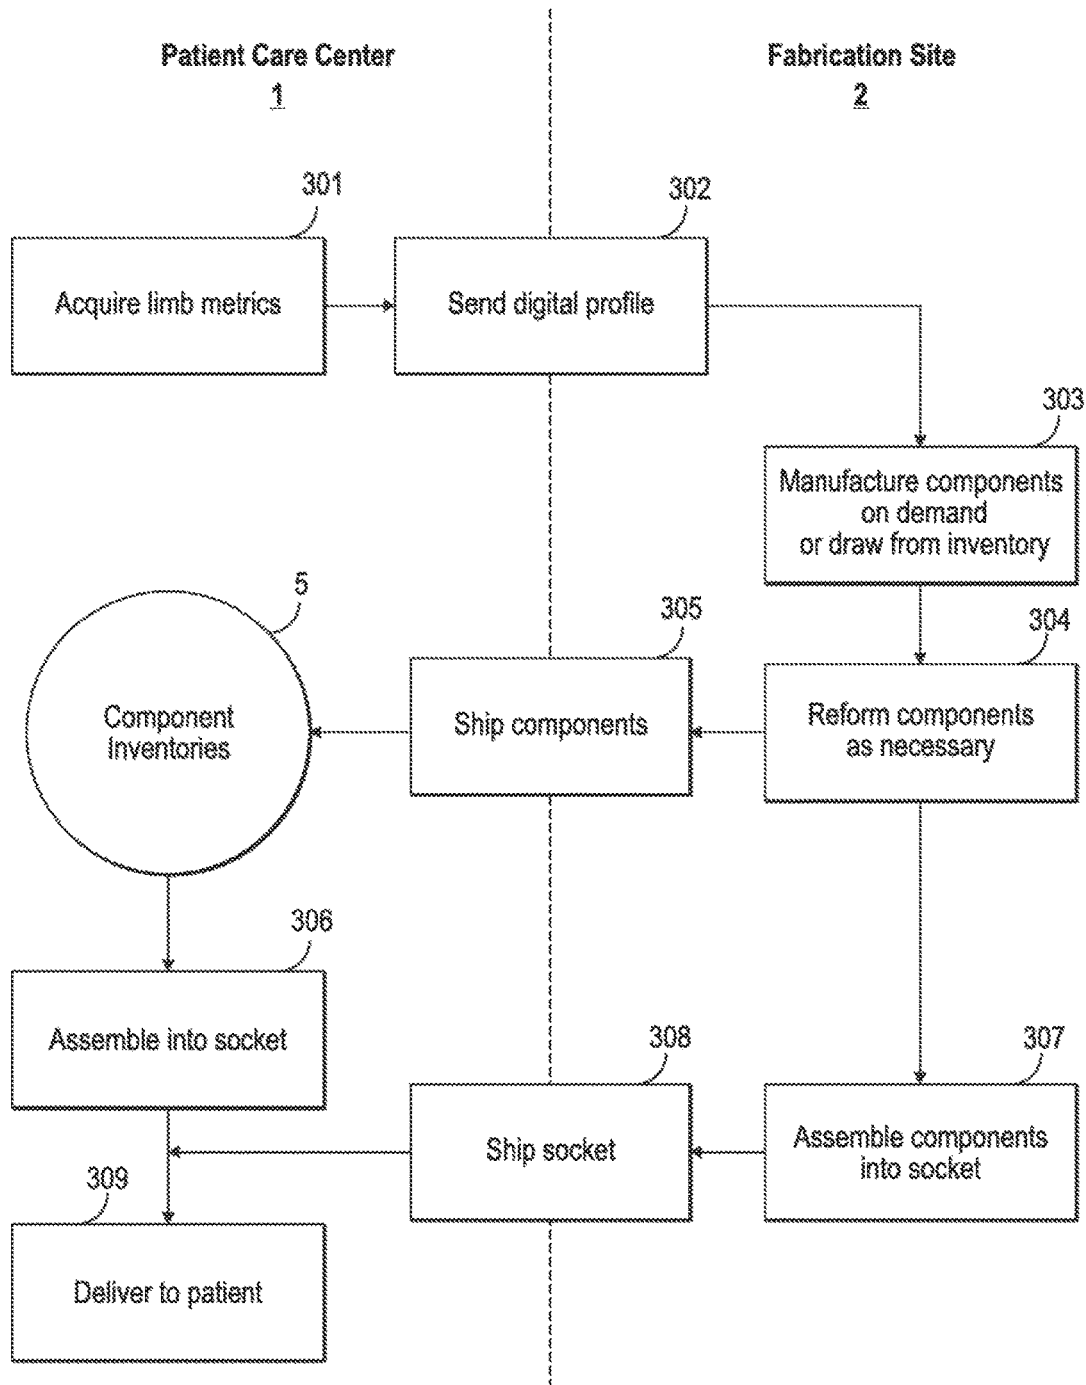 Patient Care Center
1
Fabrication Site
2
301
Acquire limb metrics
302
Send digital profile
303
Manufacture components
on demand
or draw from inventory
304
Reform components
as necessary
305
Ship components
5
Component
Inventories
306
Assemble into socket
307
Assemble components
into socket
308
Ship socket
309
Deliver to patient